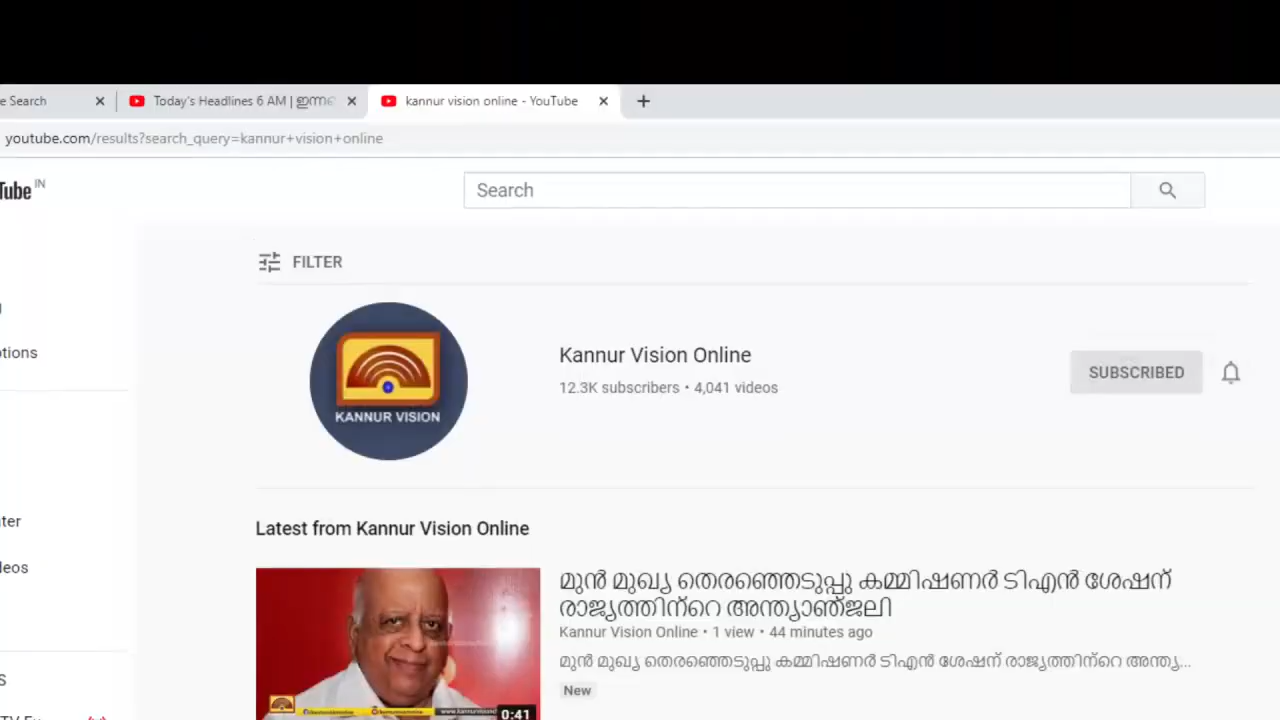 e Search
Today's Headlines 6 AM | ഇന്ന
kannur vision online - YouTube
youtube.com/results?search_query=kannur+vision+online
Tube IN
Search
FILTER
KANNUR VISION
Kannur Vision Online
12.3K subscribers • 4,041 videos
SUBSCRIBED
otions
Latest from Kannur Vision Online
ter
leos
മുൻ മുഖ്യ തെരഞ്ഞെടുപ്പു കമ്മിഷണർ ടിഎൻ ശേഷന്
രാജ്യത്തിന്റെ അന്ത്യാഞ്ജലി
Kannur Vision Online • 1 view • 44 minutes ago
മുൻ മുഖ്യ തെരഞ്ഞെടുപ്പു കമ്മിഷണർ ടിഎൻ ശേഷന് രാജ്യത്തിന്റെ അന്ത്യ...
New
0:41
S